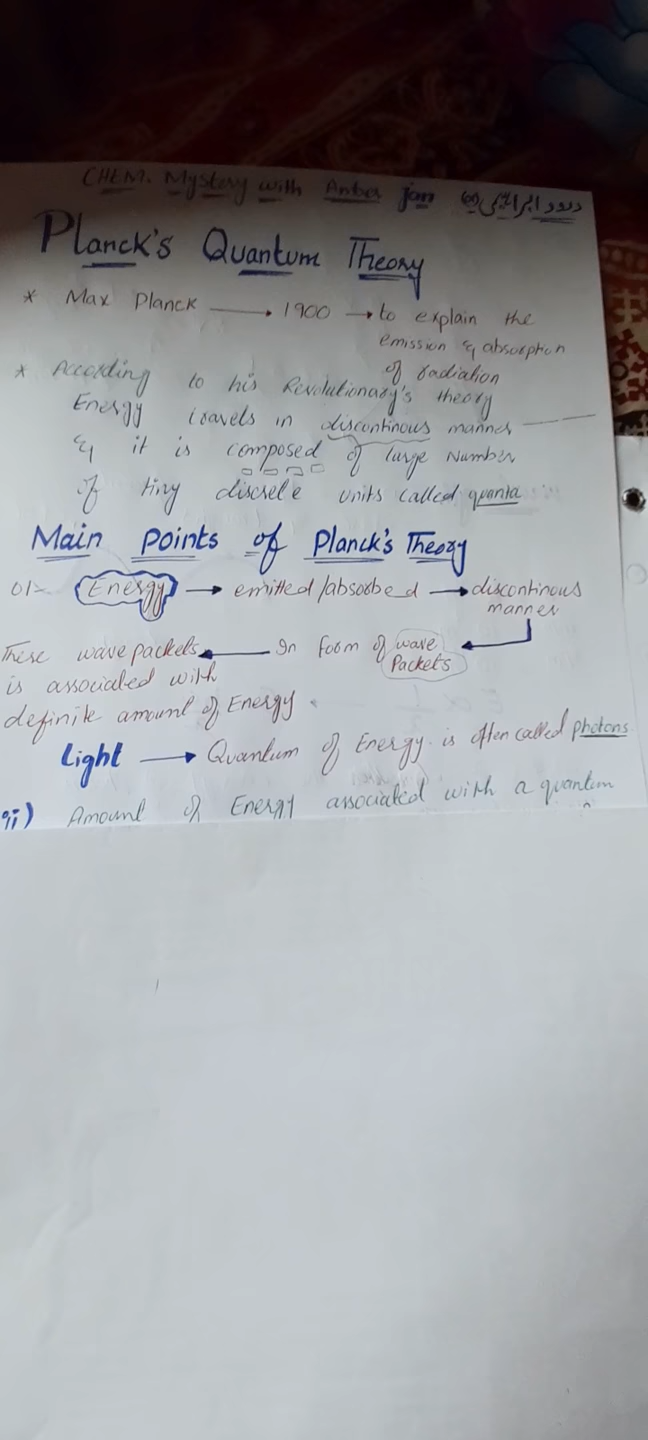 CHEM. Mystery with Amber jan درود ابراہیمی(ص)
Planck's Quantum Theory
* Max Planck → 1900 → to explain the
emission & absorption
of radiation
* According to his Revolutionary's theory
Energy travels in discontinous manner
& it is composed of large Number
of tiny discrete units called quanta
Main Points of Planck's Theory
01- Energy → emitted/absorbed → discontinous
manner
These wave packets ← In Form of wave
Packets
is associated with
definite amount of Energy
Light → Quantum of Energy is often called photons
ii) Amount of Energy associated with a quantum